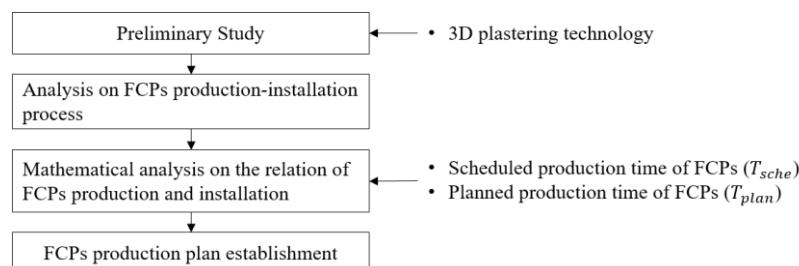 Preliminary Study
• 3D plastering technology
Analysis on FCPs production-installation
process
Mathematical analysis on the relation of
FCPs production and installation
• Scheduled production time of FCPs (T_sche)
• Planned production time of FCPs (T_plan)
FCPs production plan establishment